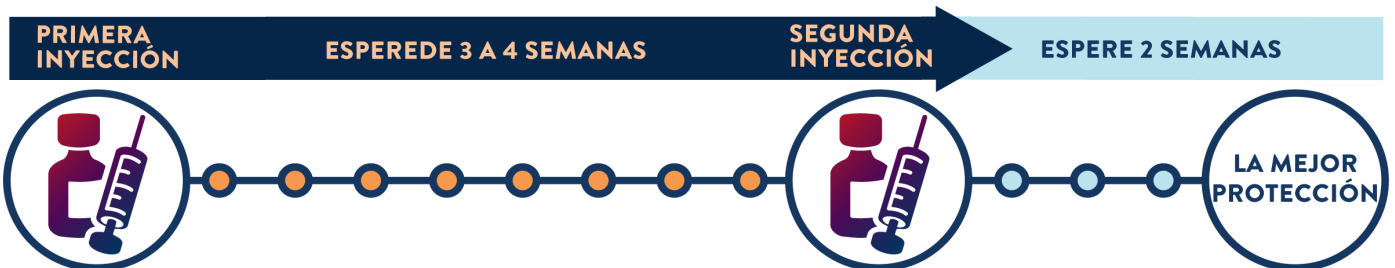 PRIMERA
INYECCIÓN
ESPEREDE 3 A 4 SEMANAS
SEGUNDA
INYECCIÓN
ESPERE 2 SEMANAS
LA MEJOR
PROTECCIÓN